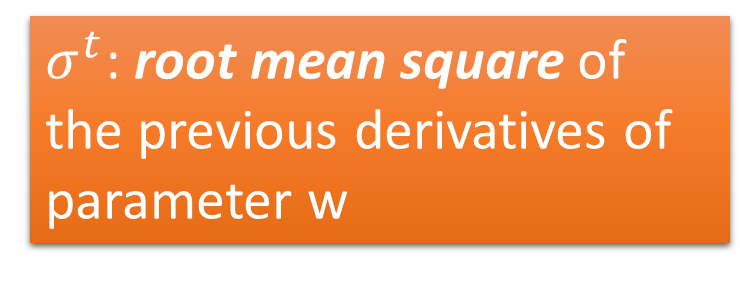 σᵗ: root mean square of
the previous derivatives of
parameter w